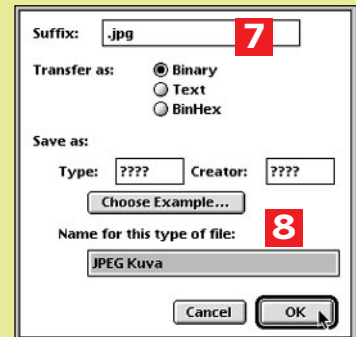 Suffix: .jpg 7
Transfer as: Binary
Text
BinHex
Save as:
Type: ???? Creator: ????
Choose Example...
Name for this type of file: 8
JPEG Kuva
Cancel OK